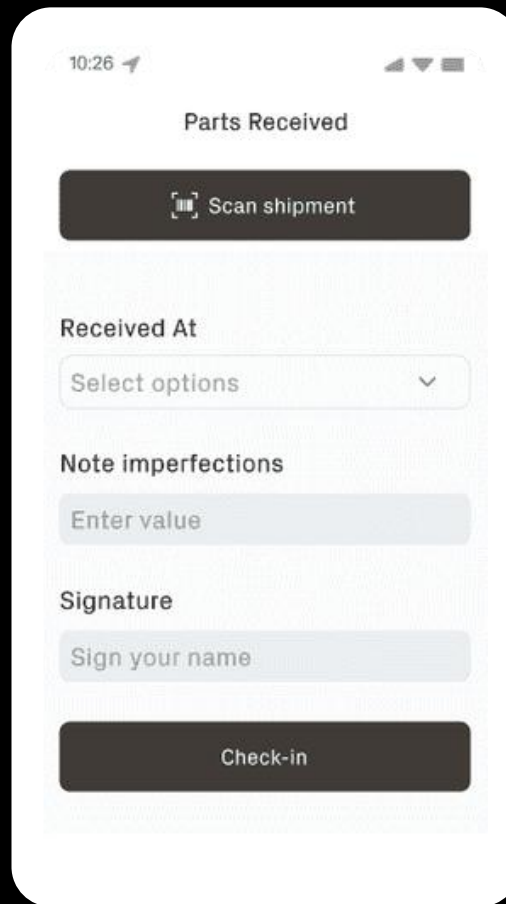 10:26
Parts Received
Scan shipment
Received At
Select options
Note imperfections
Enter value
Signature
Sign your name
Check-in